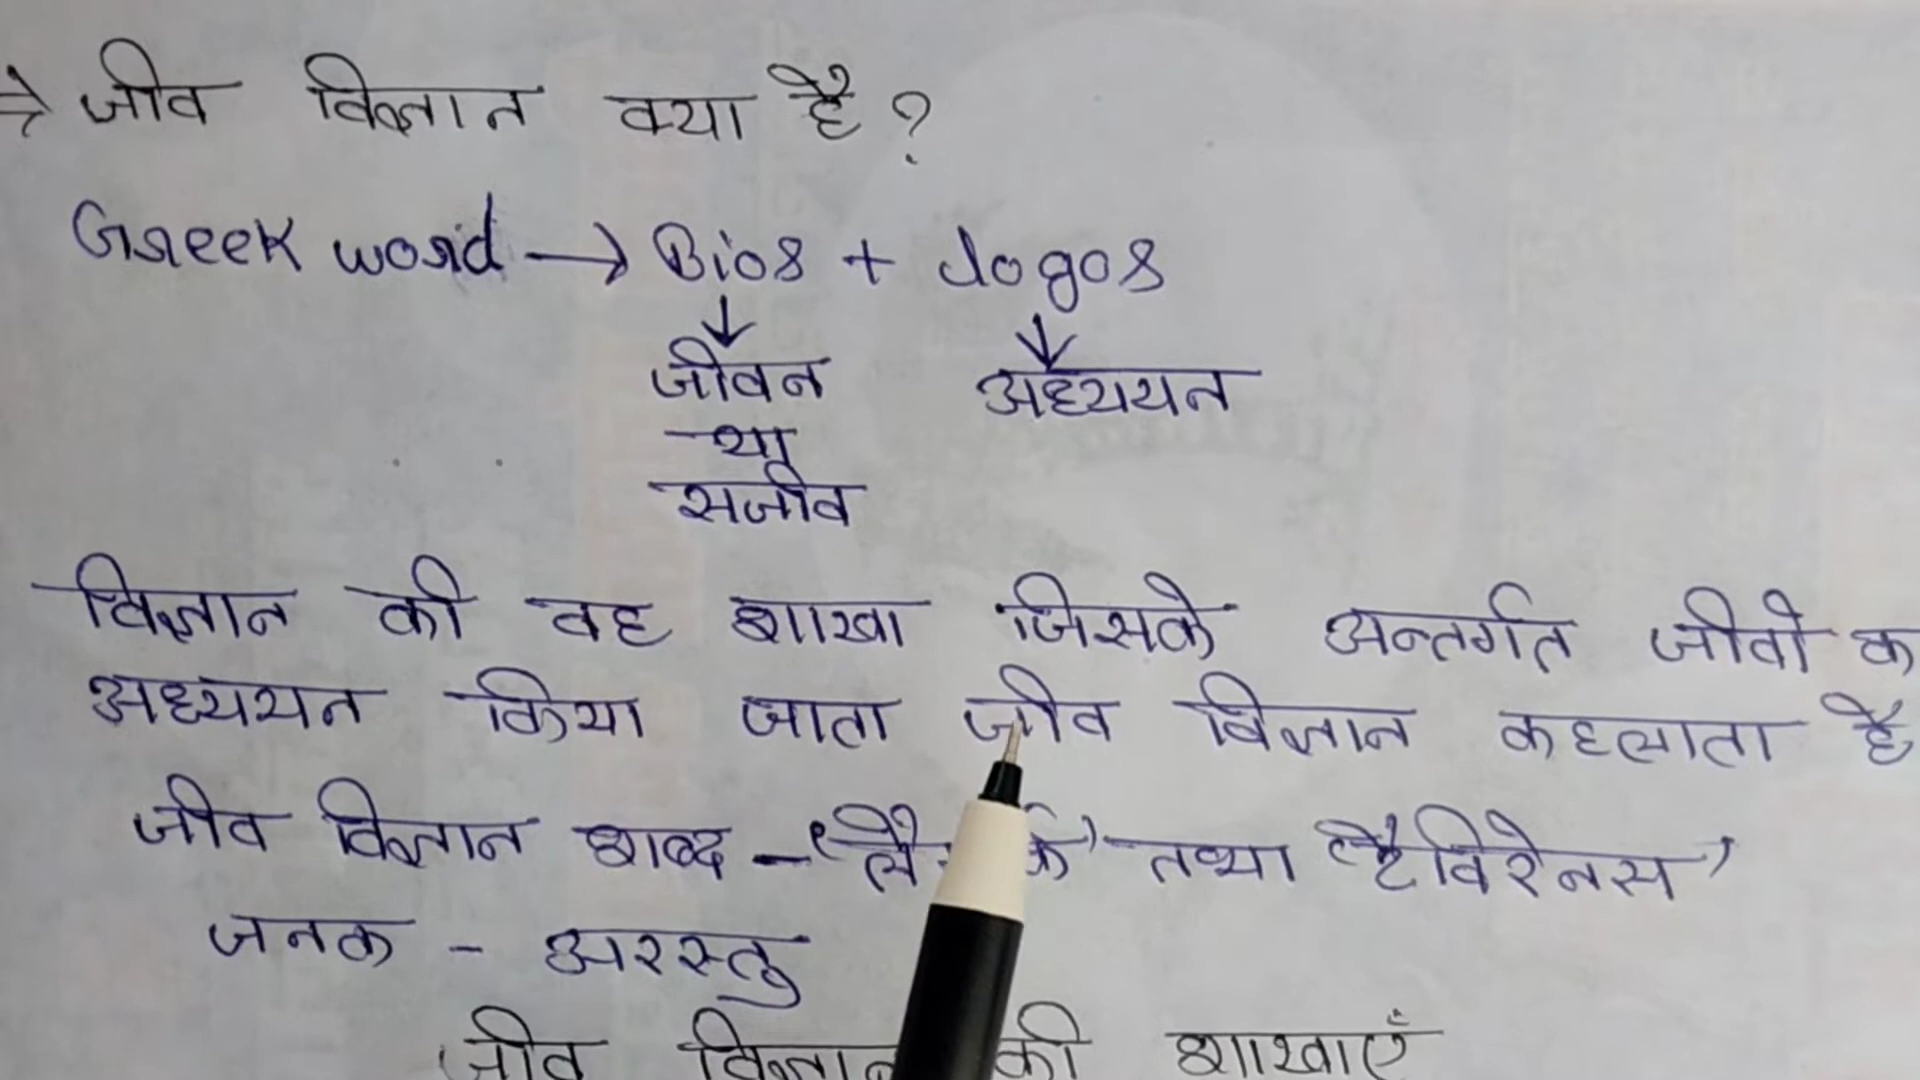 ⇒ जीव विज्ञान क्या है ?
Greek word → Bios + logos
↓ ↓
जीवन अध्ययन
या
सजीव
विज्ञान की वह शाखा जिसके अन्तर्गत जीवो क
अध्ययन किया जाता जीव विज्ञान कहलाता है
जीव विज्ञान शब्द - तथा
जनक - अरस्तु
जीव विज्ञान की शाखाएँ